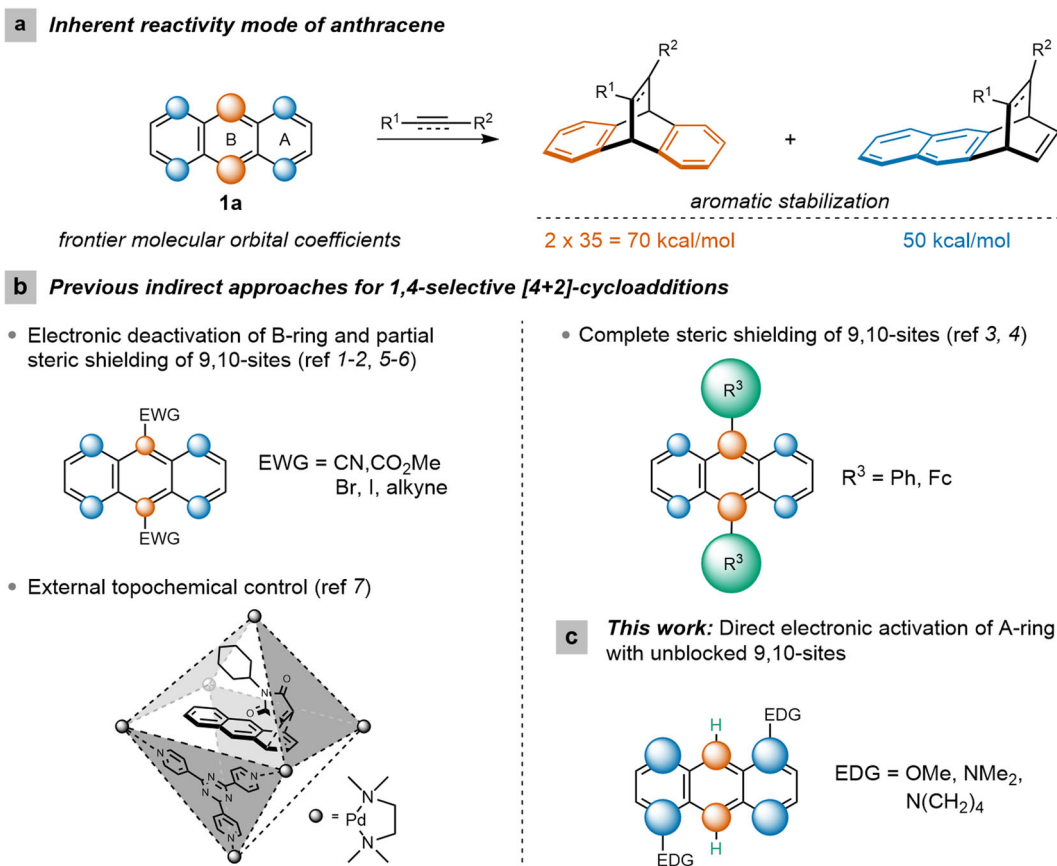 a Inherent reactivity mode of anthracene
B A
1a
frontier molecular orbital coefficients
R¹ R²
R¹ R²
+
R¹ R²
aromatic stabilization
2 x 35 = 70 kcal/mol
50 kcal/mol
b Previous indirect approaches for 1,4-selective [4+2]-cycloadditions
• Electronic deactivation of B-ring and partial
steric shielding of 9,10-sites (ref 1-2, 5-6)
EWG
EWG
EWG = CN,CO₂Me
Br, I, alkyne
• External topochemical control (ref 7)
O
N
O
N
N
N
N
N
N
=
N
Pd
N
• Complete steric shielding of 9,10-sites (ref 3, 4)
R³
R³
R³ = Ph, Fc
c This work: Direct electronic activation of A-ring
with unblocked 9,10-sites
EDG
H
H
EDG
EDG = OMe, NMe₂,
N(CH₂)₄